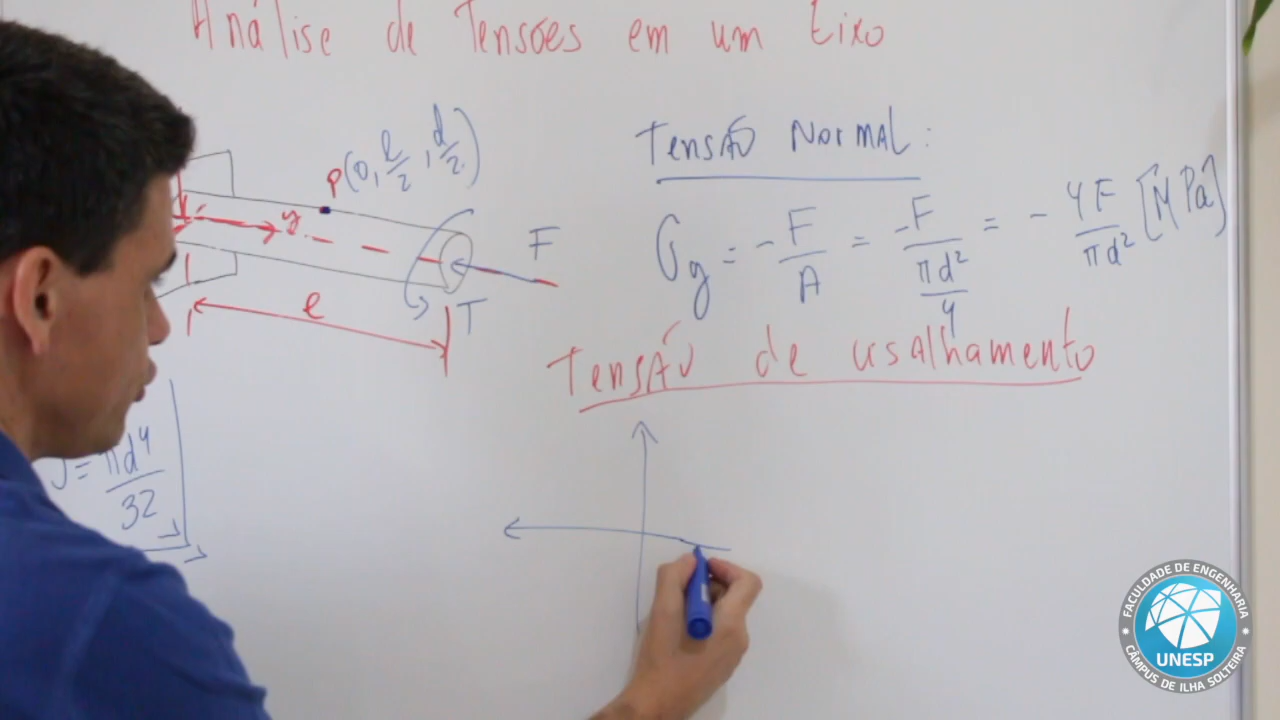 Análise de Tensões em um Eixo
P(0, l/2, d/2)
y
F
l
T
J = πd⁴/32
Tensão Normal:
σy = -F/A = -F/(πd²/4) = - 4F/πd² [MPa]
Tensão de cisalhamento
FACULDADE DE ENGENHARIA
UNESP
CÂMPUS DE ILHA SOLTEIRA